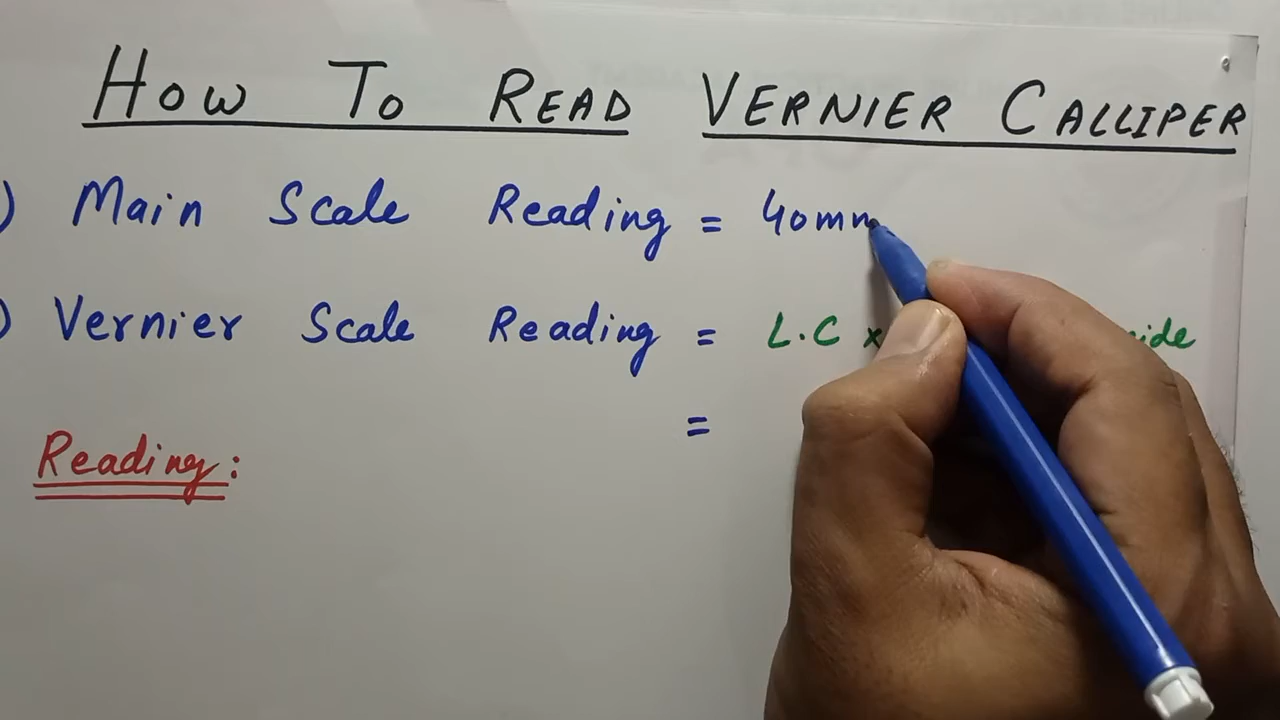 HOW TO READ VERNIER CALLIPER
) Main Scale Reading = 40mm
) Vernier Scale Reading = L.C x
=
Reading: